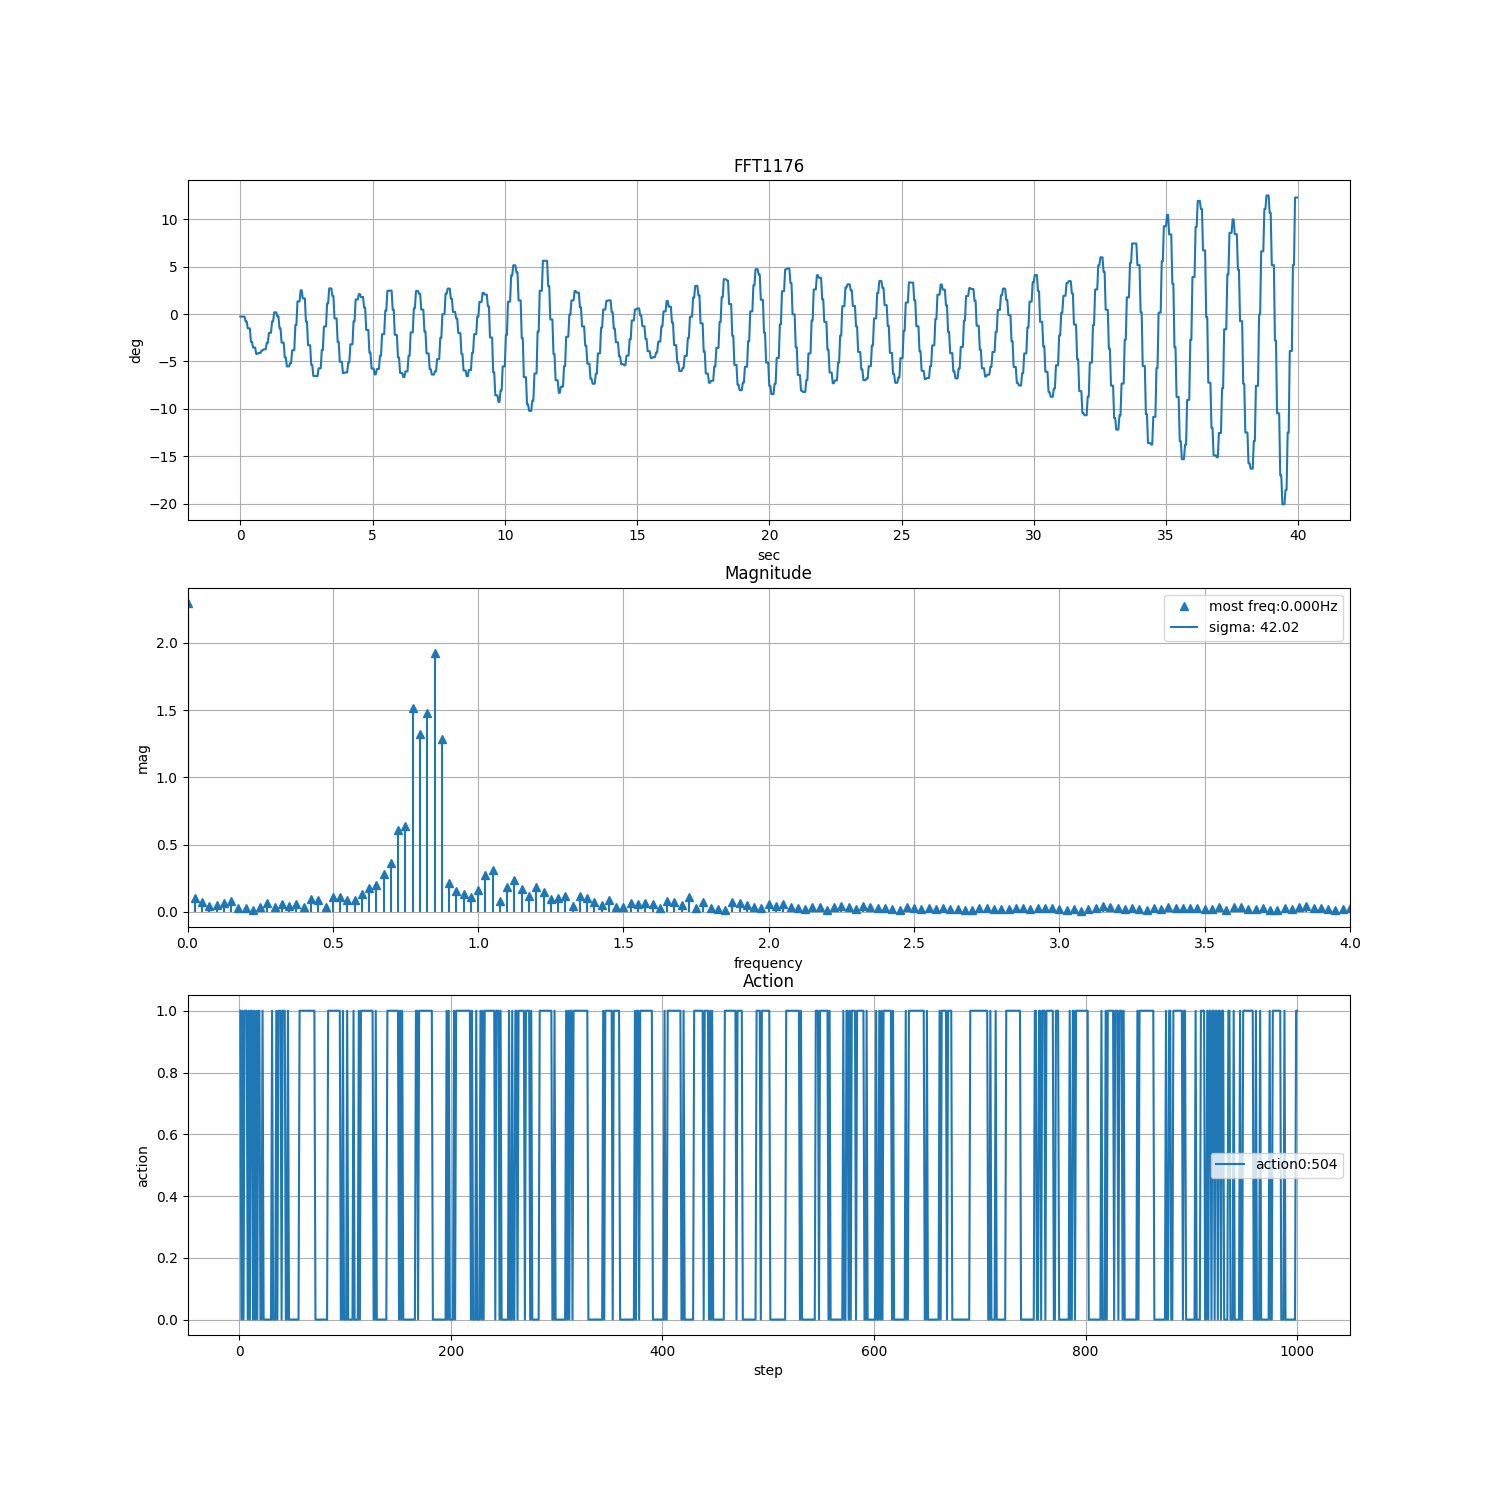 FFT1176
10
5
0
−5
−10
−15
−20
deg
0 5 10 15 20 25 30 35 40
sec
Magnitude
most freq:0.000Hz
sigma: 42.02
2.0
1.5
1.0
0.5
0.0
mag
0.0 0.5 1.0 1.5 2.0 2.5 3.0 3.5 4.0
frequency
Action
1.0
0.8
0.6
0.4
0.2
0.0
action
action0:504
0 200 400 600 800 1000
step